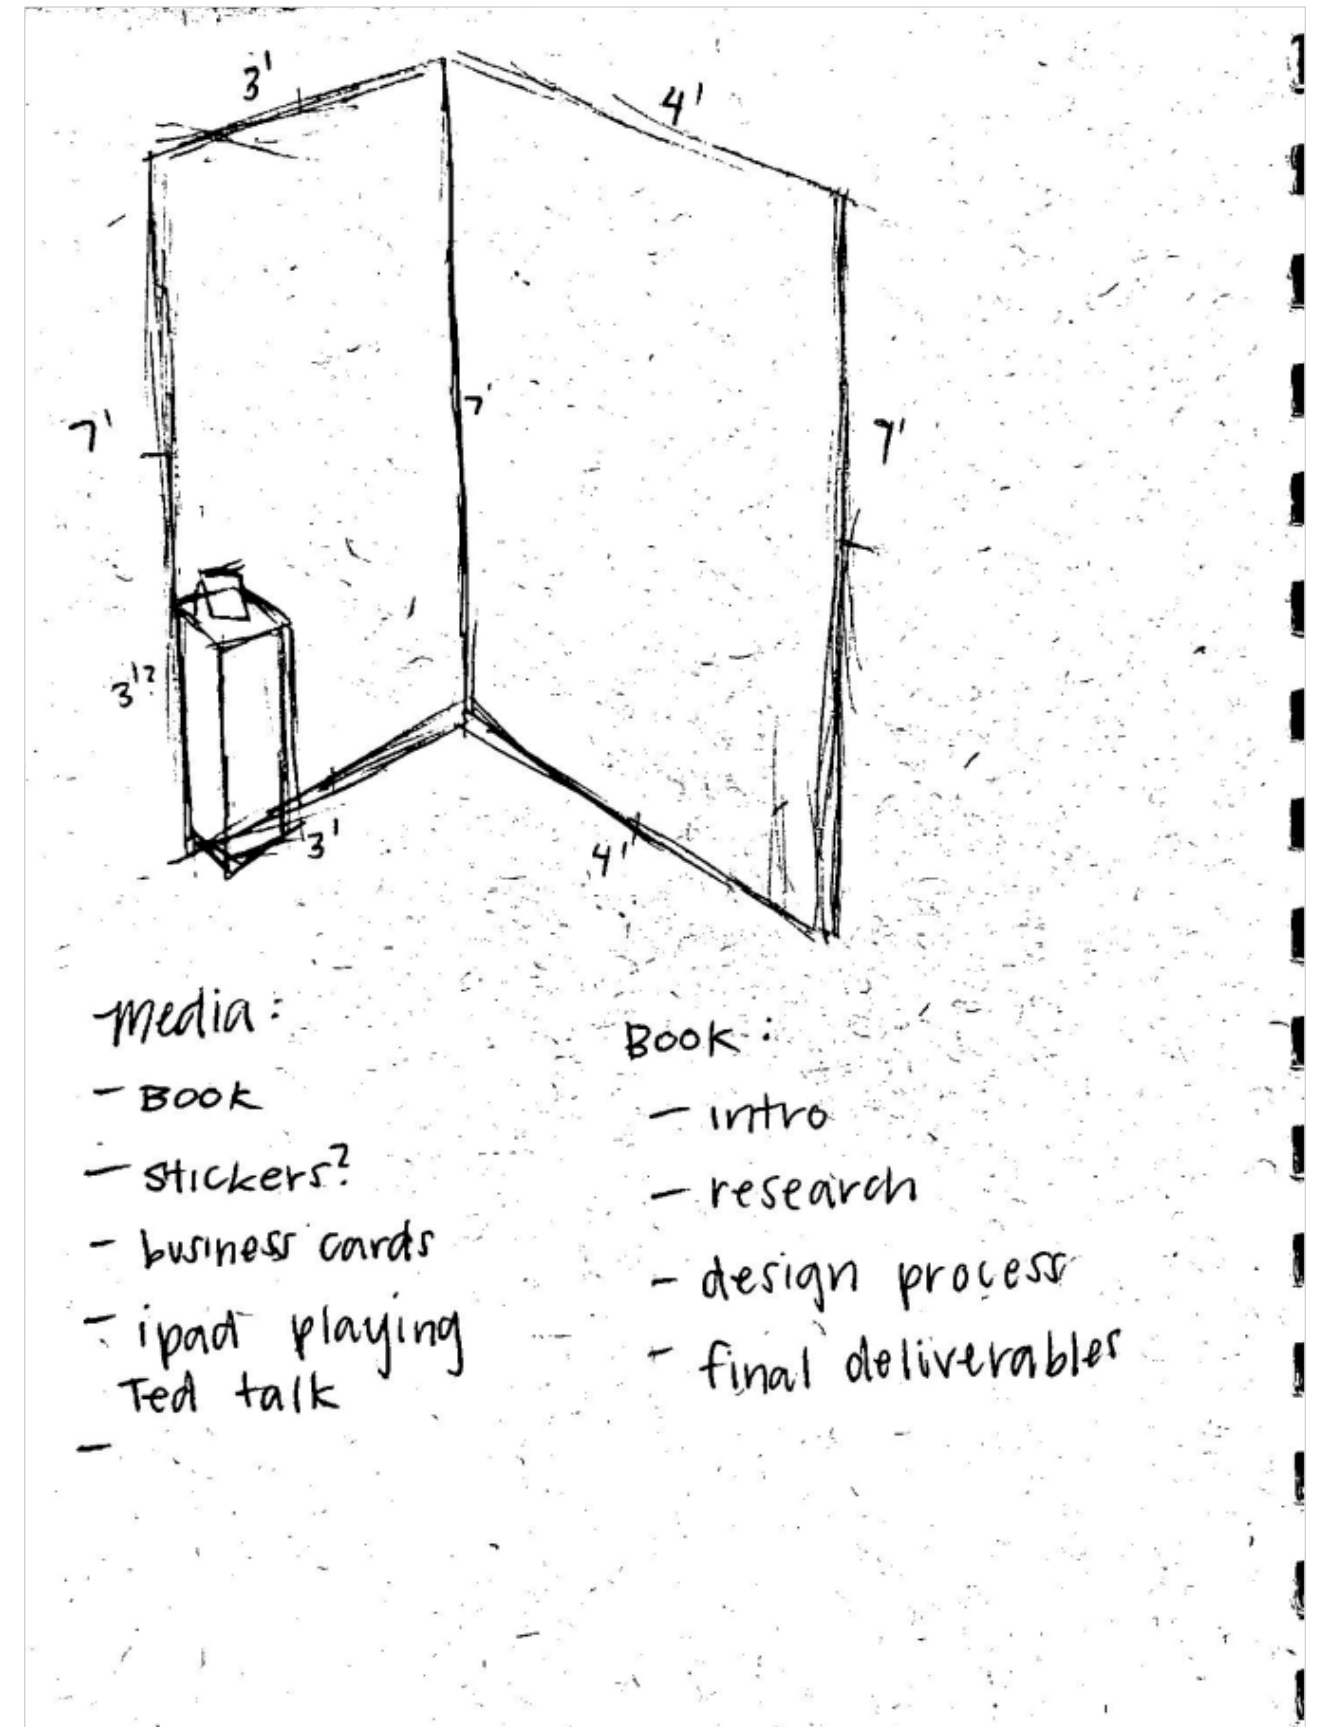 3'
4'
7'
7'
7'
3'?
3'
4'
Media:
- BOOK
- stickers?
- business cards
- ipad playing
Ted talk
-
BOOK:
- intro
- research
- design process
- final deliverables